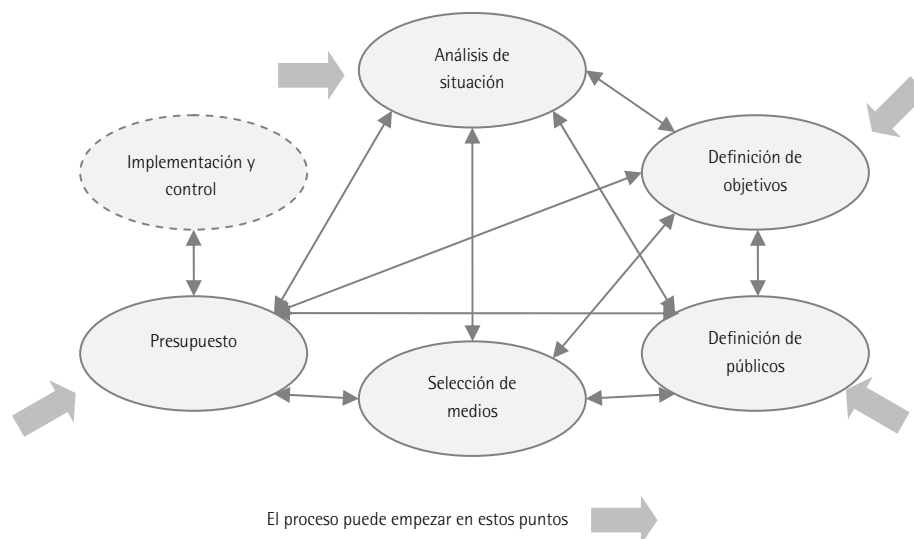 Análisis de
situación
Definición de
objetivos
Implementación y
control
Presupuesto
Selección de
medios
Definición de
públicos
El proceso puede empezar en estos puntos